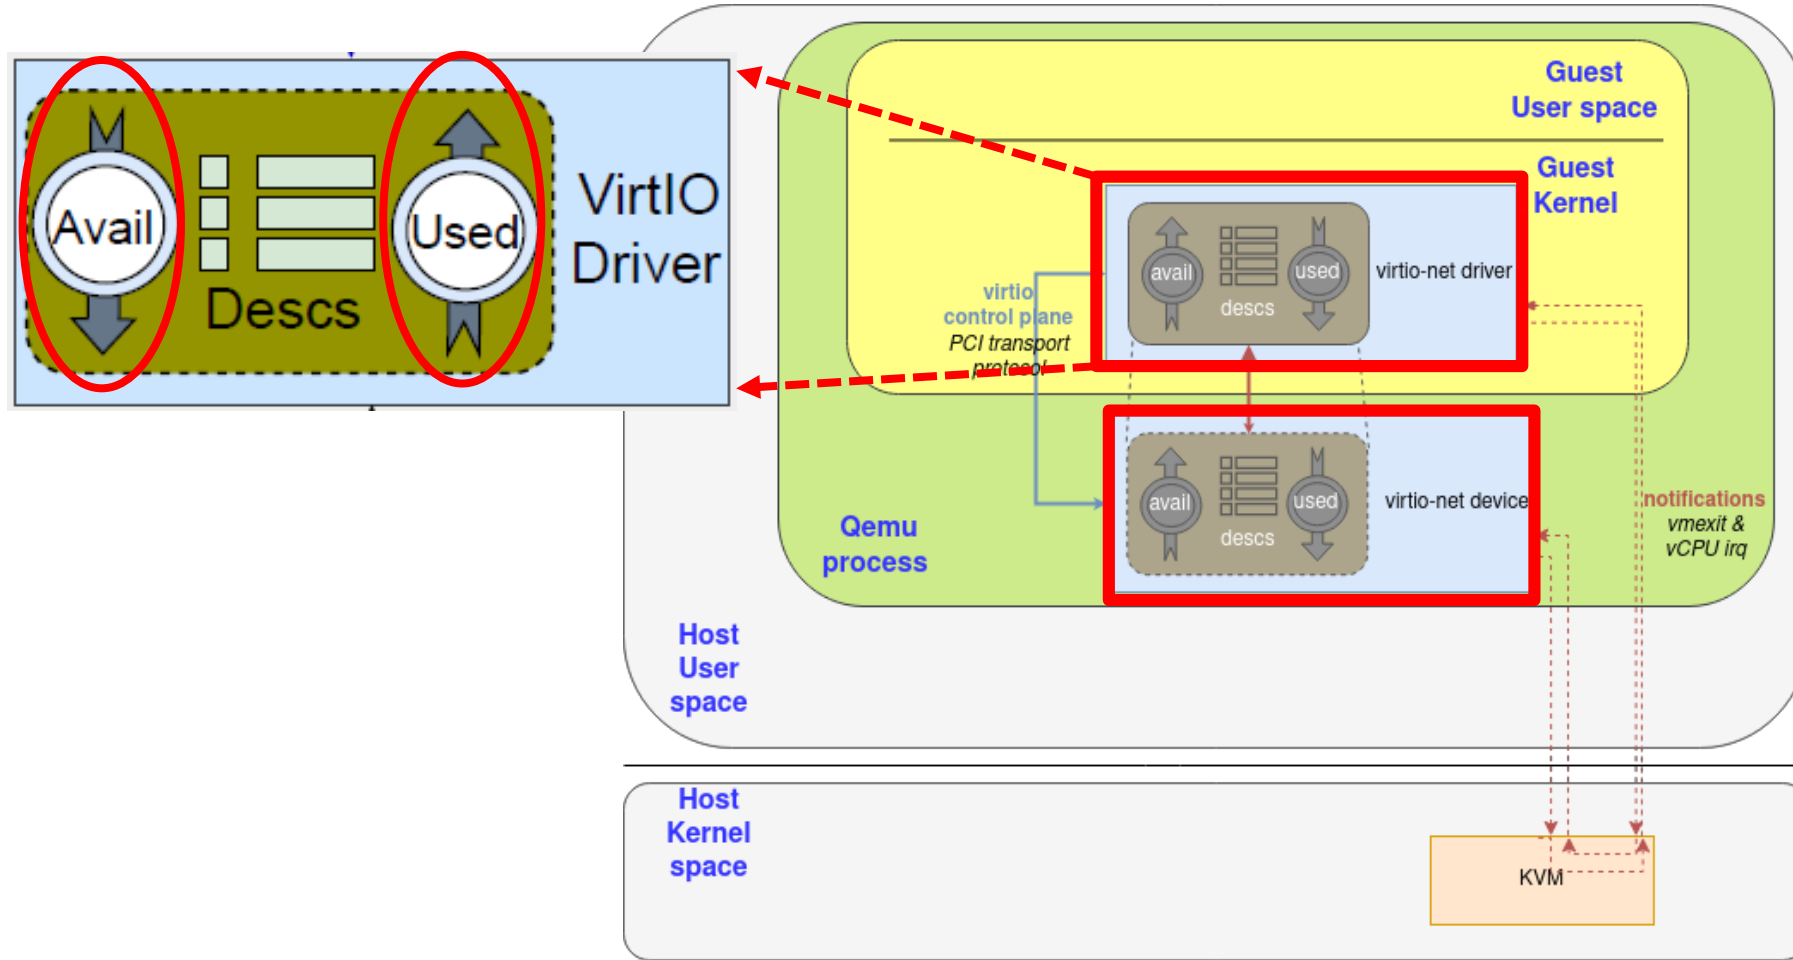 Avail
Used
Descs
VirtIO
Driver
Guest
User space
Guest
Kernel
avail
used
descs
virtio-net driver
virtio
control plane
PCI transport
protocol
avail
used
descs
virtio-net device
notifications
vmexit &
vCPU irq
Qemu
process
Host
User
space
Host
Kernel
space
KVM